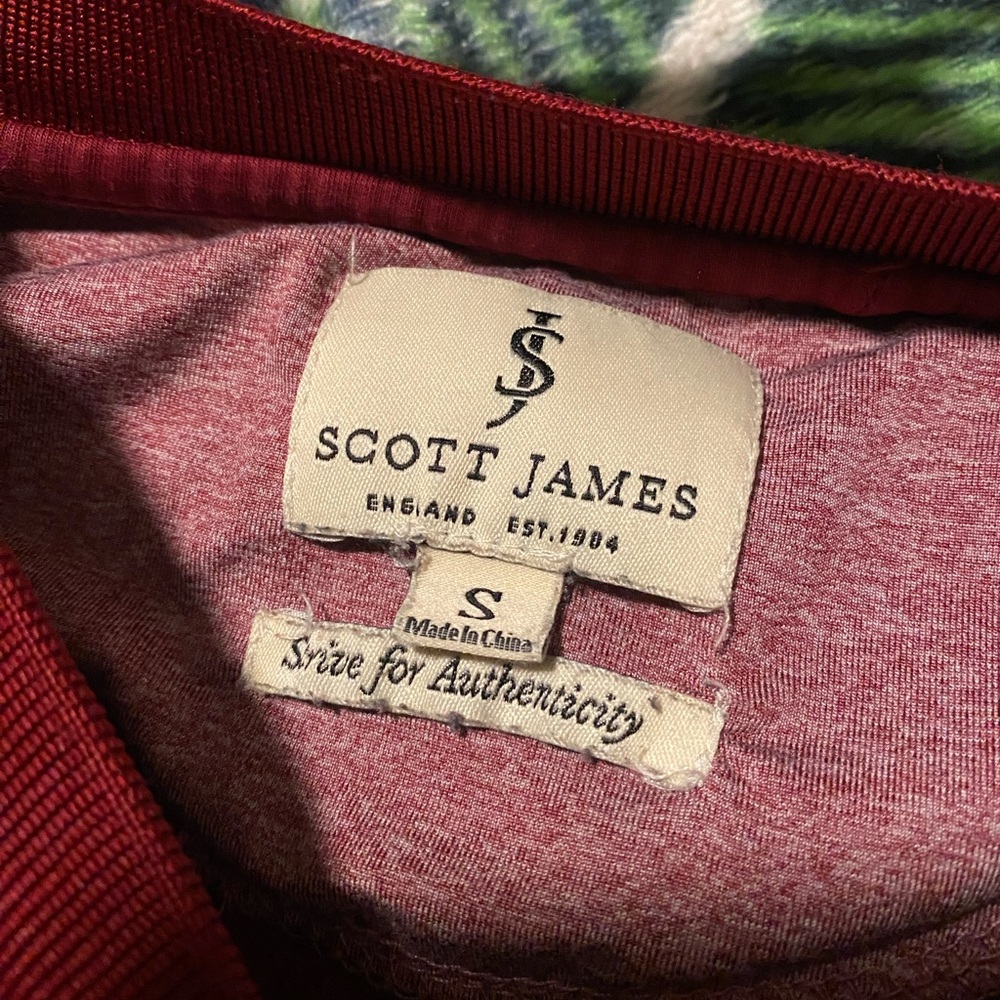 SJ
SCOTT JAMES
ENGLAND EST.1984
S
Made In China
Strive for Authenticity